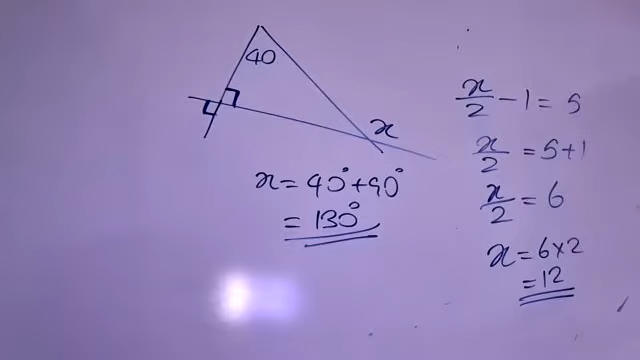 40
x
x = 90° + 40°
= 130°
x/2 - 1 = 5
x/2 = 5 + 1
x/2 = 6
x = 6 × 2
= 12